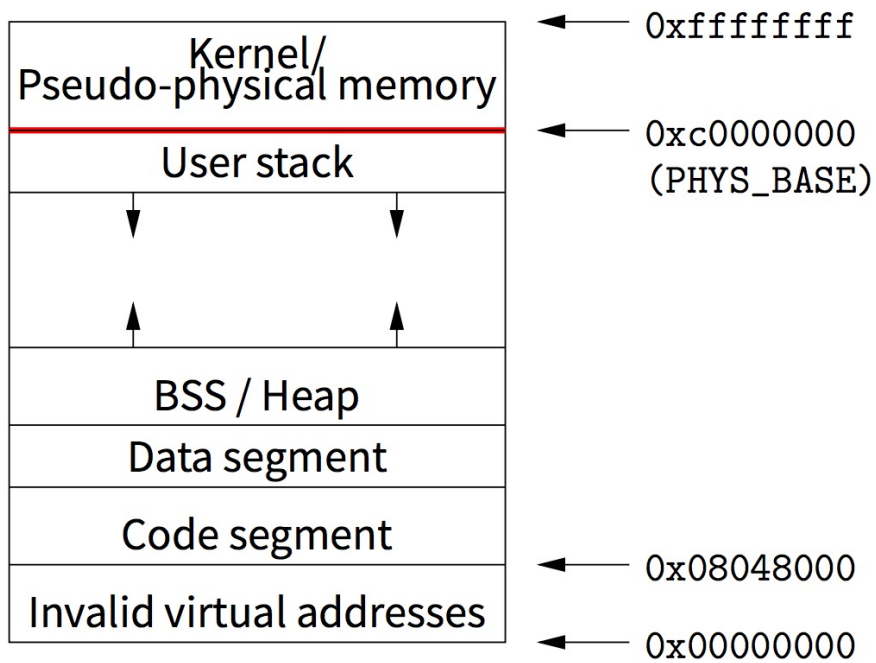 Kernel/
Pseudo-physical memory
User stack
BSS / Heap
Data segment
Code segment
Invalid virtual addresses
0xffffffff
0xc0000000
(PHYS_BASE)
0x08048000
0x00000000